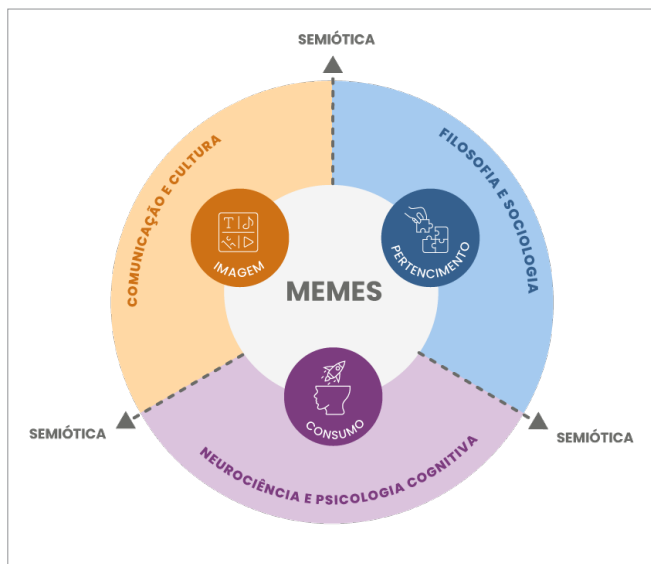 SEMIÓTICA
COMUNICAÇÃO E CULTURA
FILOSOFIA E SOCIOLOGIA
T
IMAGEM
PERTENCIMENTO
MEMES
CONSUMO
SEMIÓTICA
SEMIÓTICA
NEUROCIÊNCIA E PSICOLOGIA COGNITIVA